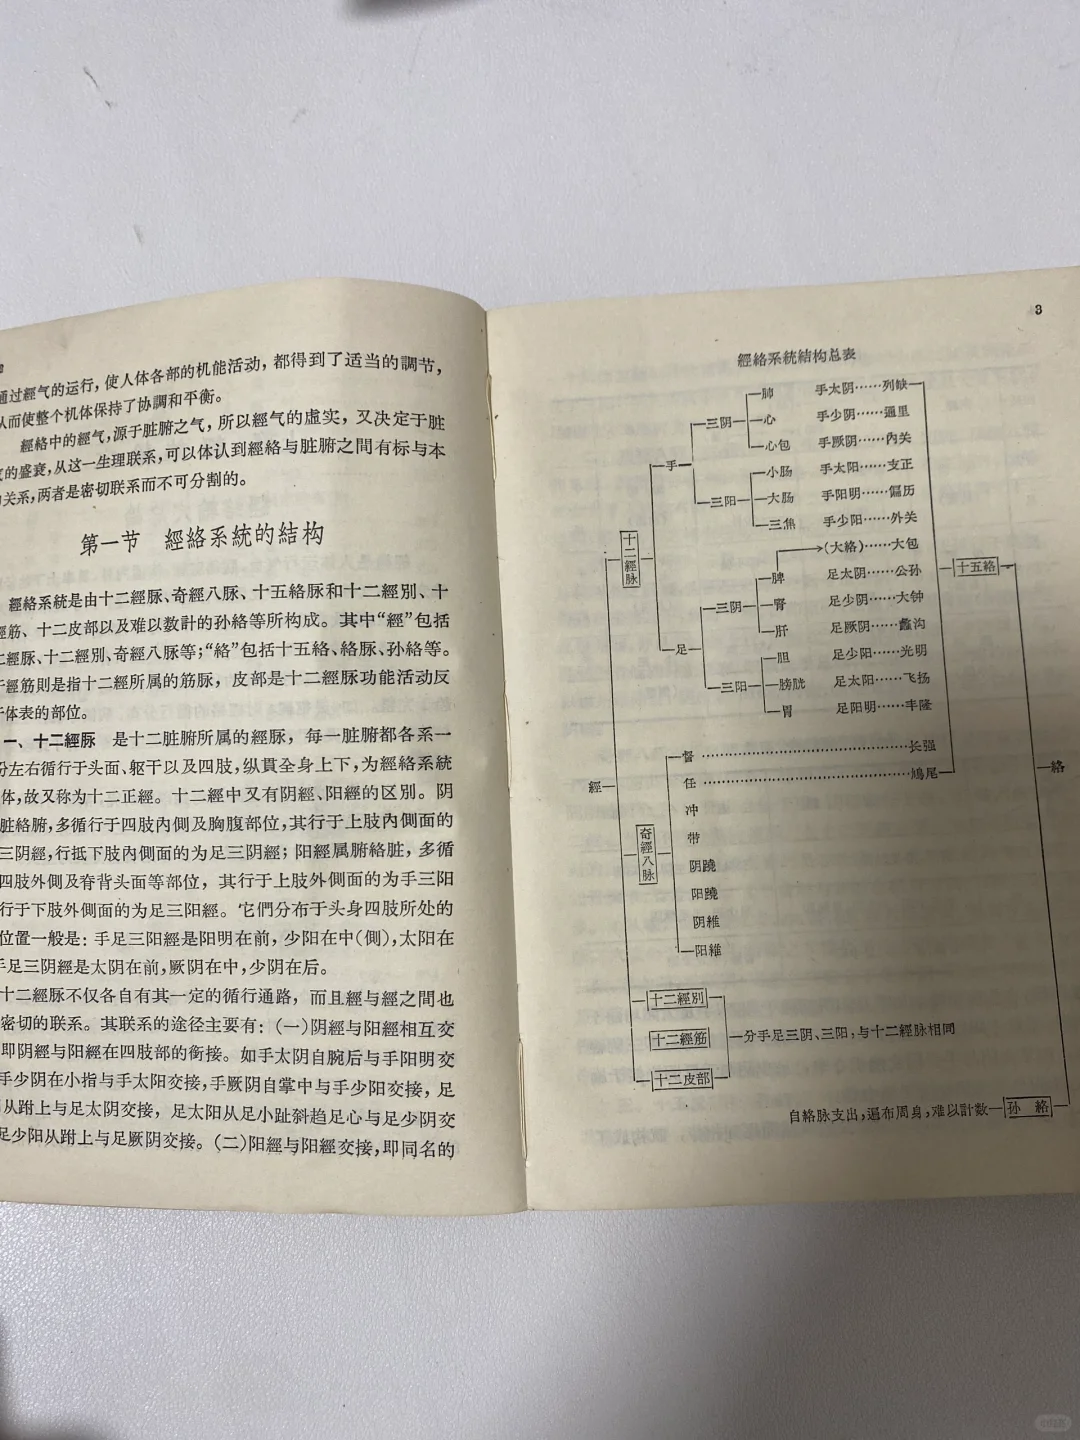 通过經气的运行，使人体各部的机能活动，都得到了适当的調节，
从而使整个机体保持了协調和平衡。
經絡中的經气，源于脏腑之气，所以經气的虛实，又决定于脏
的盛衰，从这一生理联系，可以体认到經絡与脏腑之間有标与本
关系，两者是密切联系而不可分割的。
第一节 經絡系統的結构
經絡系統是由十二經脉、奇經八脉、十五絡脉和十二經別、十
經筋、十二皮部以及难以数計的孙絡等所构成。其中“經”包括
二經脉、十二經別、奇經八脉等；“絡”包括十五絡、絡脉、孙絡等。
于經筋則是指十二經所属的筋脉，皮部是十二經脉功能活动反
于体表的部位。
一、十二經脉 是十二脏腑所属的經脉，每一脏腑都各系一
分左右循行于头面、躯干以及四肢，纵貫全身上下，为經絡系統
体，故又称为十二正經。十二經中又有阴經、阳經的区别。阴
脏絡腑，多循行于四肢內側及胸腹部位，其行于上肢內側面的
三阴經，行抵下肢內側面的为足三阴經；阳經属腑絡脏，多循
四肢外側及脊背头面等部位，其行于上肢外側面的为手三阳
行于下肢外側面的为足三阳經。它們分布于头身四肢所处的
位置一般是：手足三阳經是阳明在前，少阳在中（側），太阳在
手足三阴經是太阴在前，厥阴在中，少阴在后。
十二經脉不仅各自有其一定的循行通路，而且經与經之間也
密切的联系。其联系的途径主要有：（一）阴經与阳經相互交
即阴經与阳經在四肢部的衔接。如手太阴自腕后与手阳明交
手少阴在小指与手太阳交接，手厥阴自掌中与手少阳交接，足
从跗上与足太阴交接，足太阳从足小趾斜趋足心与足少阴交
足少阳从跗上与足厥阴交接。（二）阳經与阳經交接，即同名的
3
經絡系統結构总表
經
十二經脉
手
三阴
肺 手太阴……列缺
心 手少阴……通里
心包 手厥阴……內关
三阳
小肠 手太阳……支正
大肠 手阳明……偏历
三焦 手少阳……外关
足
三阴
（大絡）……大包
脾 足太阴……公孙
腎 足少阴……大钟
肝 足厥阴……蠡沟
三阳
胆 足少阳……光明
膀胱 足太阳……飞扬
胃 足阳明……丰隆
十五絡
絡
奇經八脉
督……长强
任……鳩尾
冲
带
阴蹺
阳蹺
阴維
阳維
十二經別
十二經筋
十二皮部
分手足三阴、三阳，与十二經脉相同
自絡脉支出，遍布周身，难以計数 孙絡